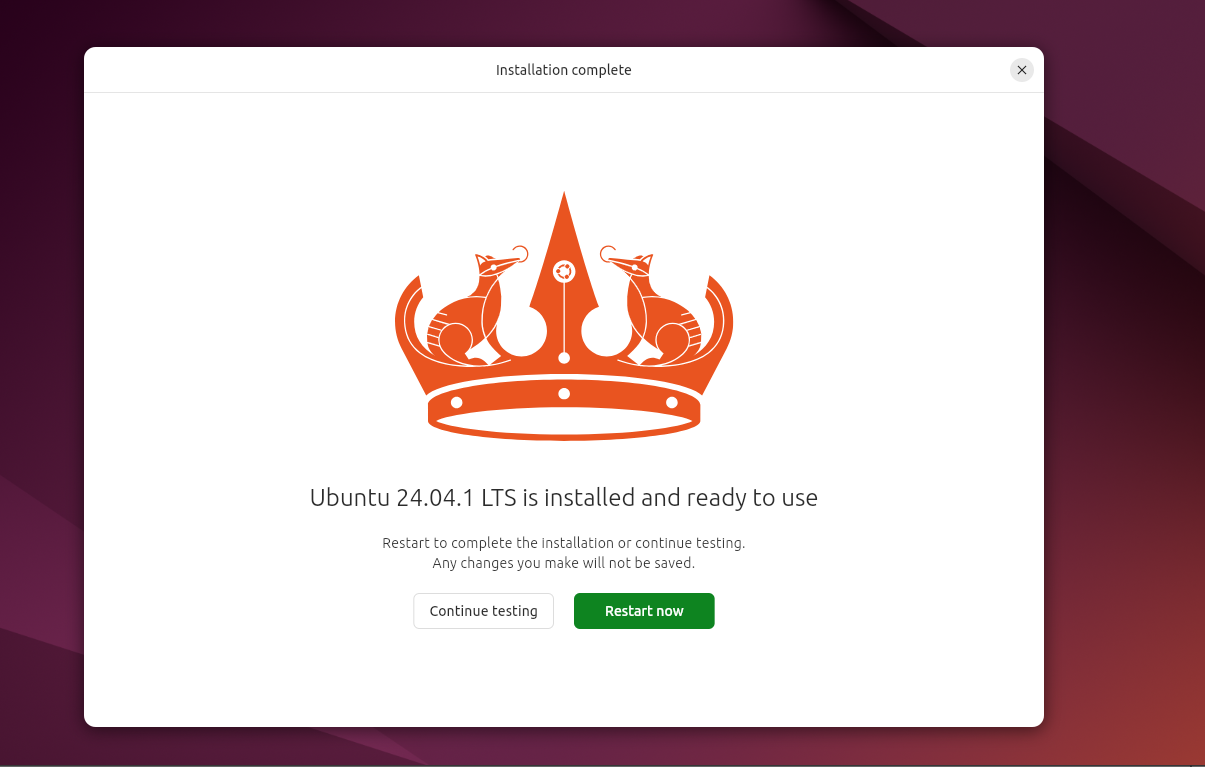 Installation complete
Ubuntu 24.04.1 LTS is installed and ready to use
Restart to complete the installation or continue testing.
Any changes you make will not be saved.
Continue testing
Restart now